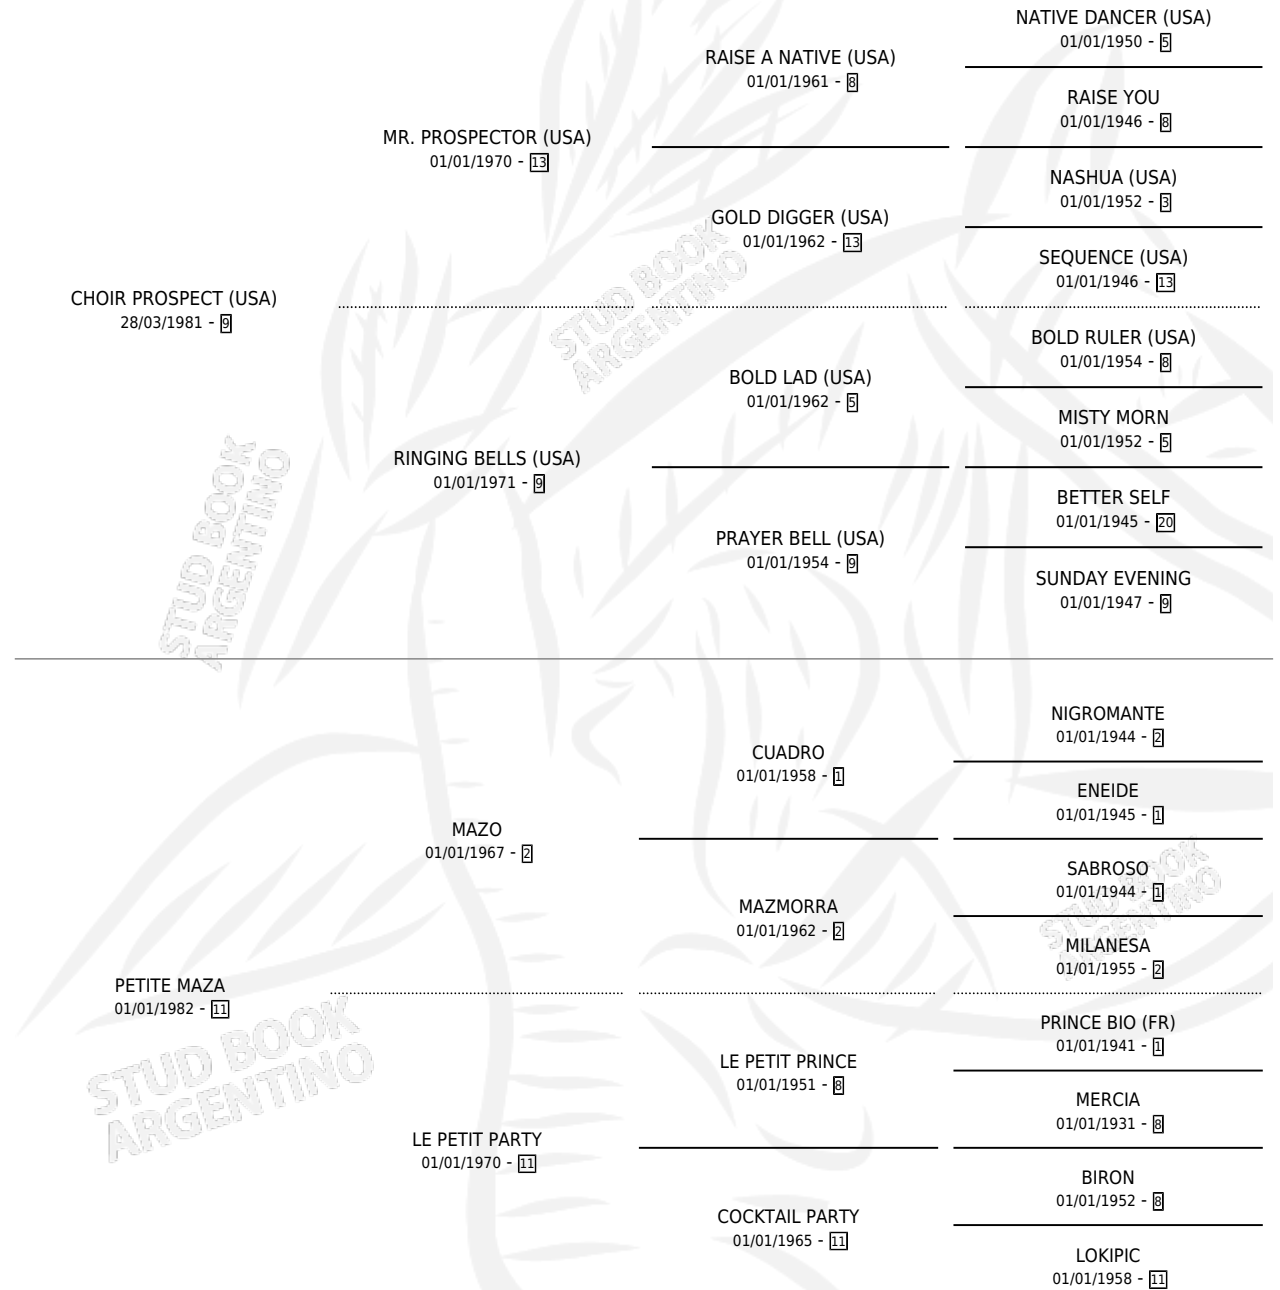 NATIVE DANCER (USA)
01/01/1950 - 5
RAISE A NATIVE (USA)
01/01/1961 - 8
RAISE YOU
01/01/1946 - 8
MR. PROSPECTOR (USA)
01/01/1970 - 13
NASHUA (USA)
01/01/1952 - 3
GOLD DIGGER (USA)
01/01/1962 - 13
SEQUENCE (USA)
01/01/1946 - 13
CHOIR PROSPECT (USA)
28/03/1981 - 9
STUD BOOK
ARGENTINO
BOLD RULER (USA)
01/01/1954 - 8
BOLD LAD (USA)
01/01/1962 - 5
MISTY MORN
01/01/1952 - 5
RINGING BELLS (USA)
01/01/1971 - 9
BETTER SELF
01/01/1945 - 20
PRAYER BELL (USA)
01/01/1954 - 9
SUNDAY EVENING
01/01/1947 - 9
STUD BOOK
ARGENTINO
NIGROMANTE
01/01/1944 - 2
CUADRO
01/01/1958 - 1
ENEIDE
01/01/1945 - 1
MAZO
01/01/1967 - 2
SABROSO
01/01/1944 - 1
MAZMORRA
01/01/1962 - 2
STUD BOOK
ARGENTINO
MILANESA
01/01/1955 - 2
PETITE MAZA
01/01/1982 - 11
PRINCE BIO (FR)
01/01/1941 - 1
LE PETIT PRINCE
01/01/1951 - 8
STUD BOOK
ARGENTINO
MERCIA
01/01/1931 - 8
LE PETIT PARTY
01/01/1970 - 11
BIRON
01/01/1952 - 8
COCKTAIL PARTY
01/01/1965 - 11
LOKIPIC
01/01/1958 - 11